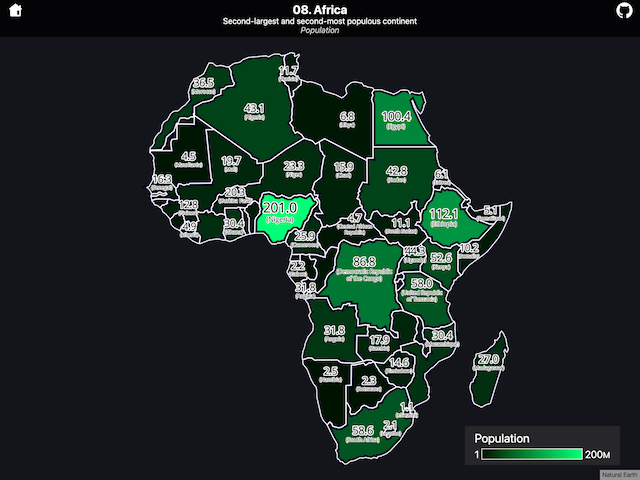 08. Africa
Second-largest and second-most populous continent
Population
11.7
36.5
(Morocco)
43.1
(Algeria)
6.8
(Libya)
100.4
(Egypt)
4.5
(Mauritania)
19.7
(Mali)
23.3
(Niger)
15.9
(Chad)
42.8
(Sudan)
6.1
16.3
(Senegal)
12.8
20.3
(Burkina Faso)
201.0
(Nigeria)
4.9
30.4
(Ghana)
25.9
(Cameroon)
4.7
(Central African
Republic)
11.1
(South Sudan)
112.1
(Ethiopia)
5.1
10.2
(Somalia)
2.2
(Gabon)
86.8
(Democratic Republic
of the Congo)
44.3
(Uganda)
52.6
(Kenya)
31.8
58.0
(United Republic
of Tanzania)
31.8
(Angola)
17.9
(Zambia)
30.4
(Mozambique)
14.6
(Zimbabwe)
27.0
(Madagascar)
2.5
(Namibia)
2.3
(Botswana)
1.1
2.1
58.6
(South Africa)
Population
1
200M
Natural Earth